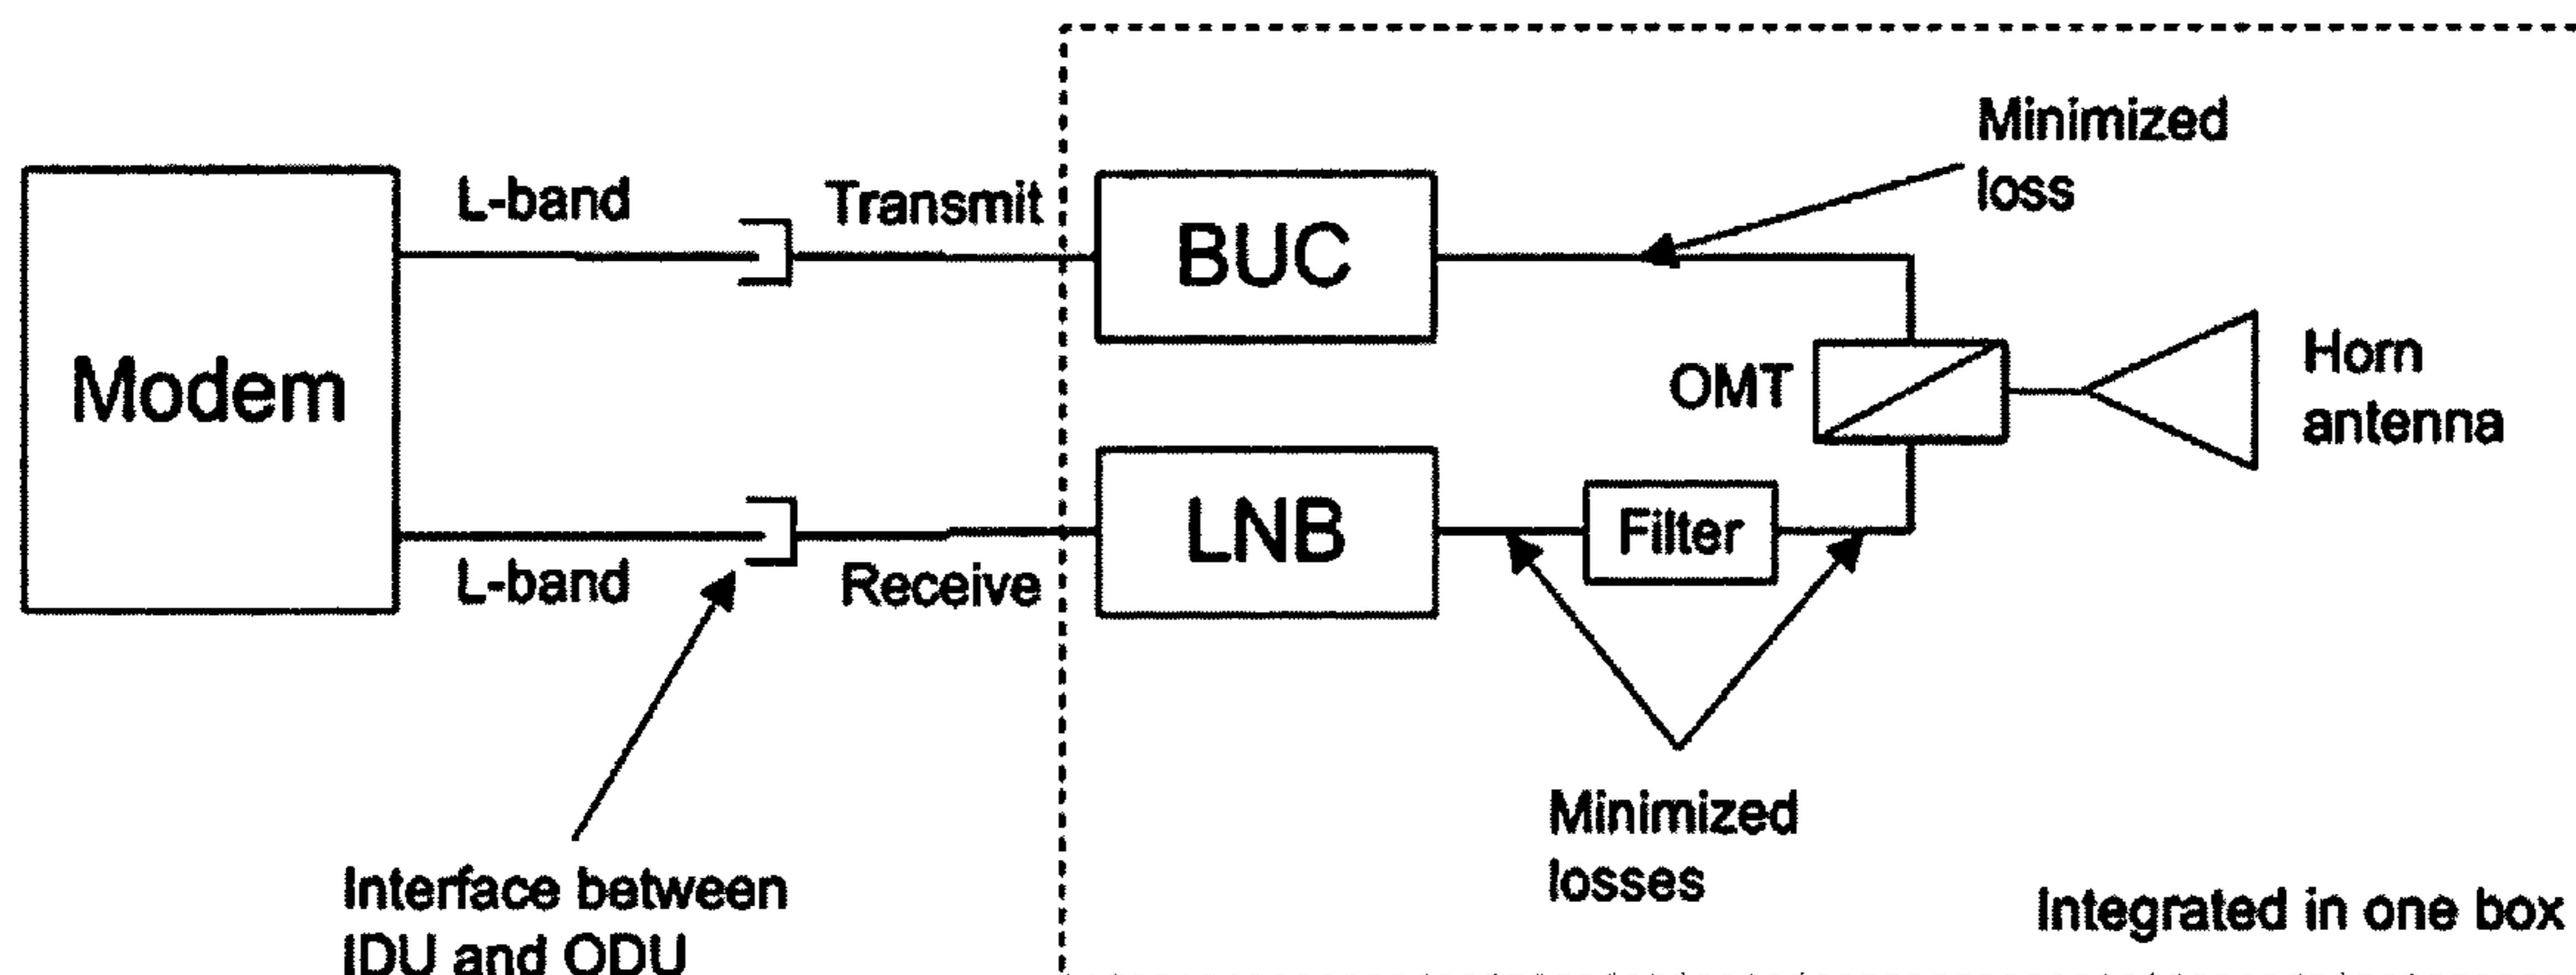 Minimized
loss
L-band
Transmit
BUC
Modem
OMT
Horn
antenna
LNB
Filter
L-band
Receive
Minimized
losses
Interface between
IDU and ODU
Integrated in one box